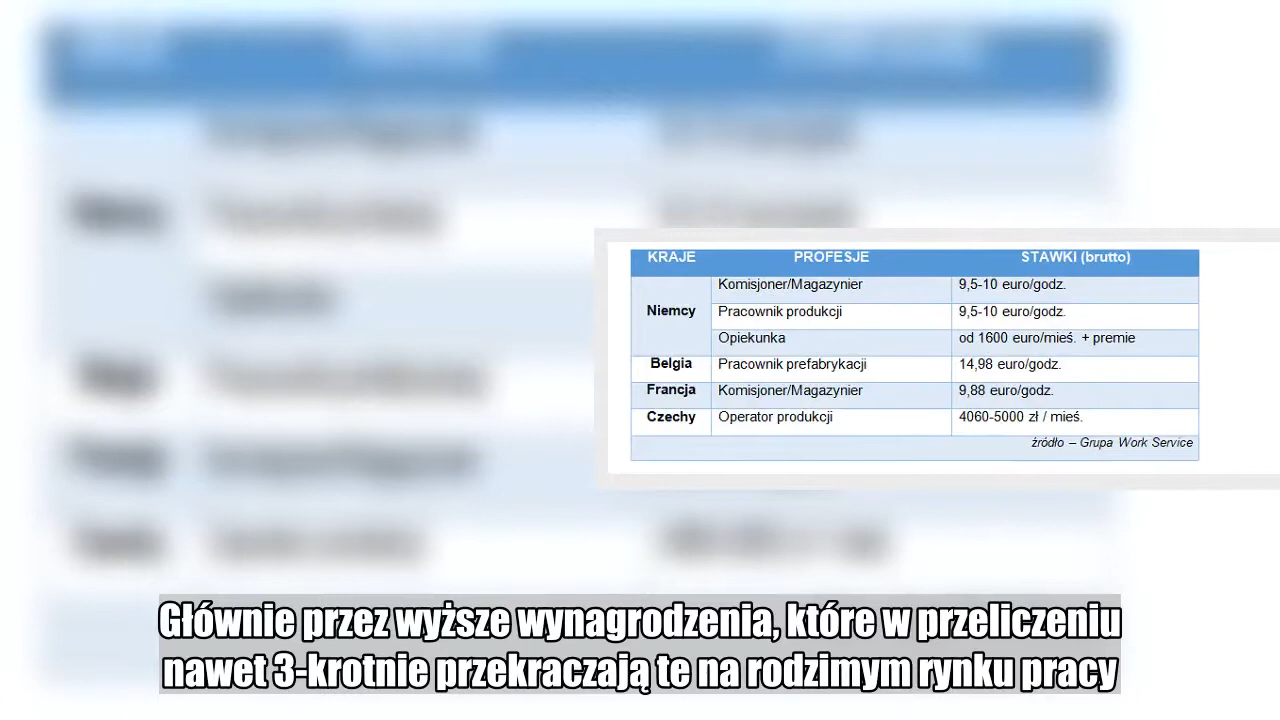 KRAJE PROFESJE STAWKI (brutto)
Komisjoner/Magazynier 9,5-10 euro/godz.
Niemcy Pracownik produkcji 9,5-10 euro/godz.
Opiekunka od 1600 euro/mieś. + premie
Belgia Pracownik prefabrykacji 14,98 euro/godz.
Francja Komisjoner/Magazynier 9,88 euro/godz.
Czechy Operator produkcji 4060-5000 zł / mieś.
źródło – Grupa Work Service
Głównie przez wyższe wynagrodzenia, które w przeliczeniu
nawet 3-krotnie przekraczają te na rodzimym rynku pracy